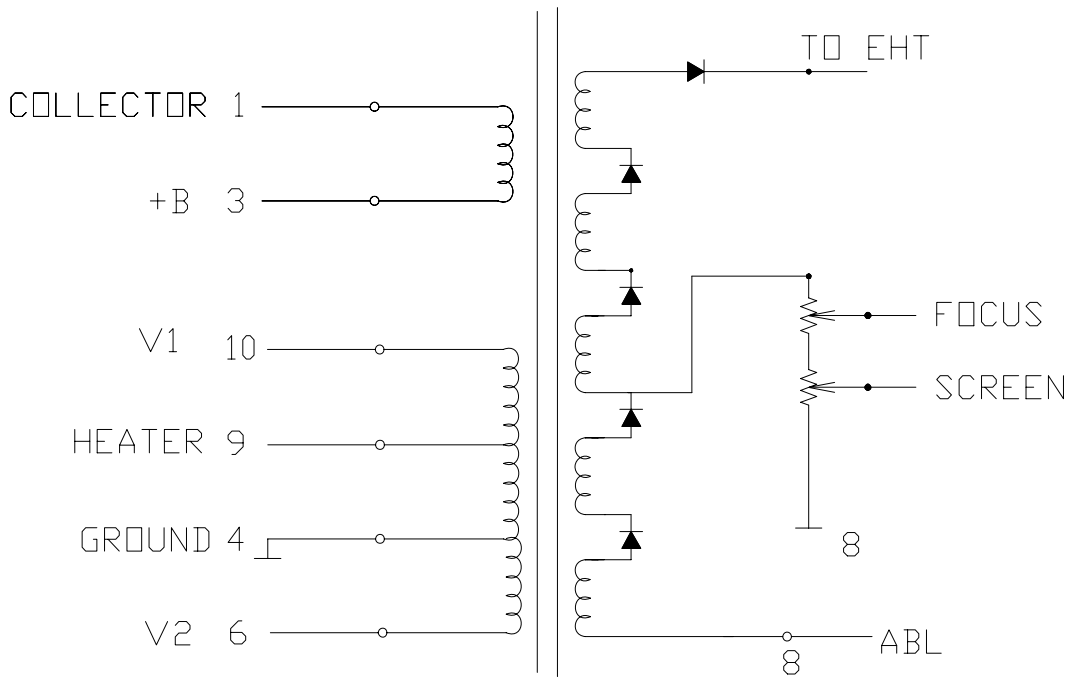 TO EHT
COLLECTOR 1
+B 3
V1 10
FOCUS
SCREEN
HEATER 9
GROUND 4
8
V2 6
ABL
8